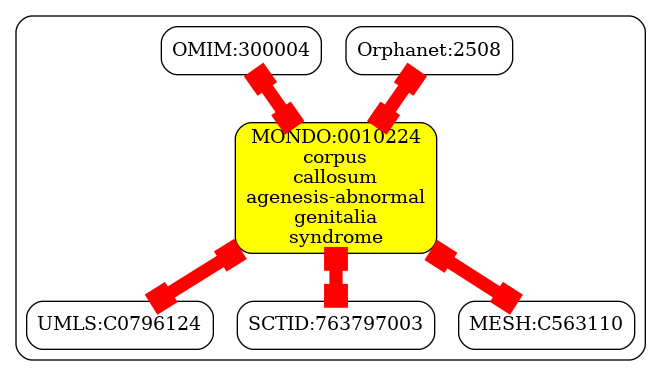 OMIM:300004
Orphanet:2508
MONDO:0010224
corpus
callosum
agenesis-abnormal
genitalia
syndrome
UMLS:C0796124
SCTID:763797003
MESH:C563110